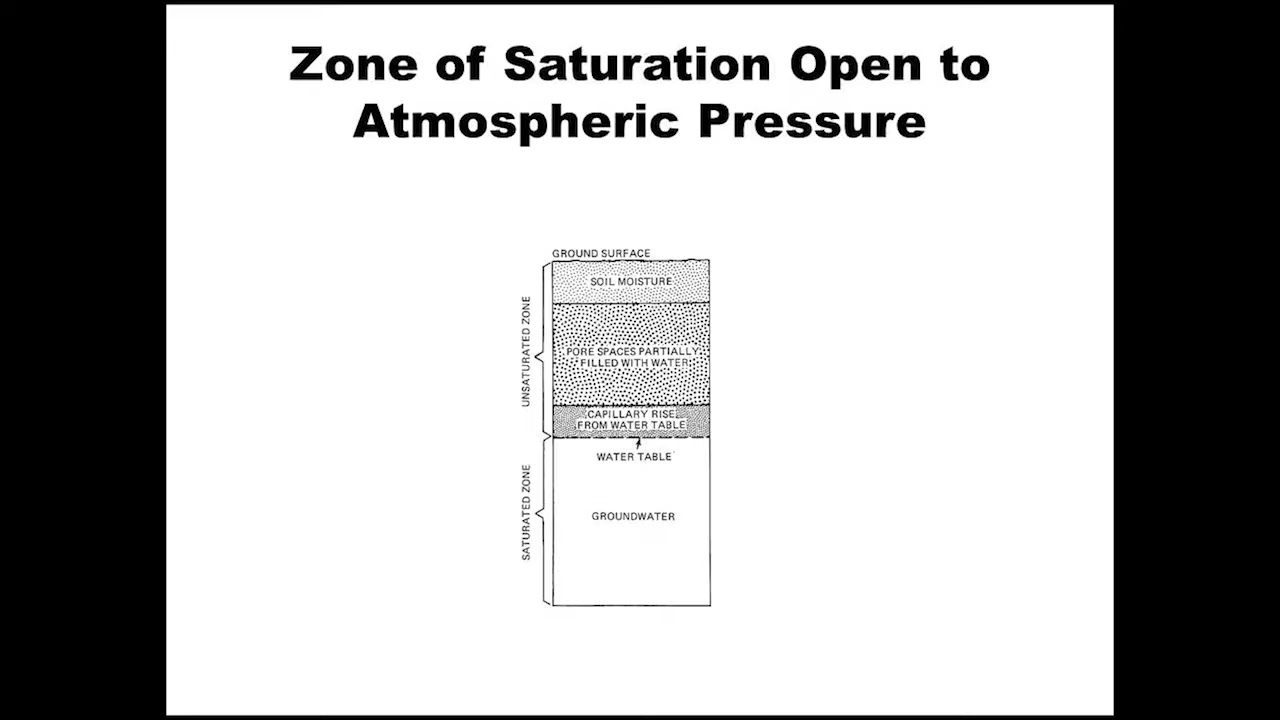 Zone of Saturation Open to
Atmospheric Pressure
GROUND SURFACE
SOIL MOISTURE
UNSATURATED ZONE
PORE SPACES PARTIALLY
FILLED WITH WATER
CAPILLARY RISE
FROM WATER TABLE
WATER TABLE
SATURATED ZONE
GROUNDWATER